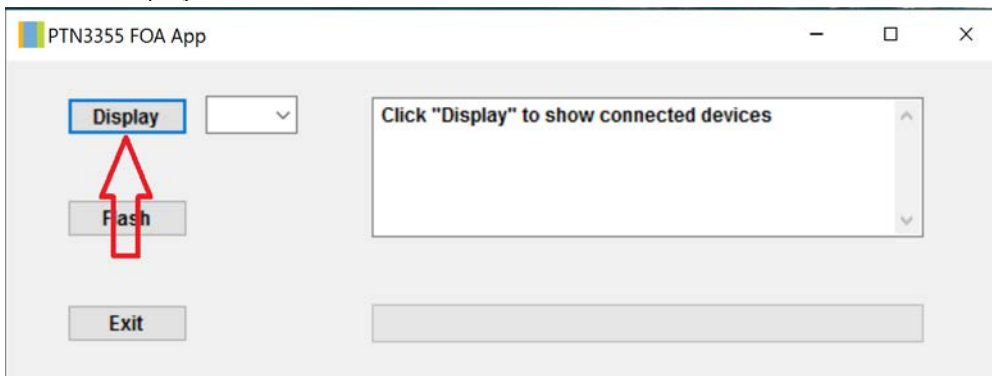 PTN3355 FOA App
Display
Click "Display" to show connected devices
Flash
Exit